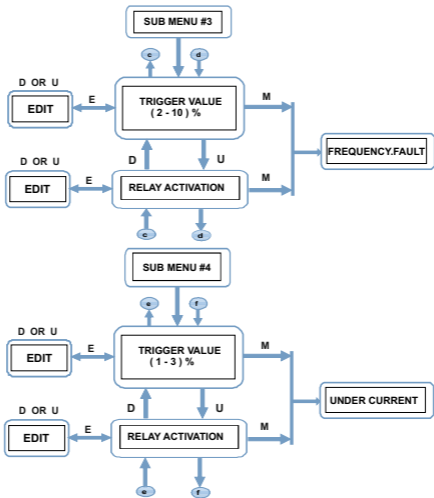 SUB MENU #3
c d
D OR U
EDIT
E
TRIGGER VALUE
( 2 - 10 ) %
M
D U
FREQUENCY.FAULT
D OR U
EDIT
E
RELAY ACTIVATION
M
c d
SUB MENU #4
e f
D OR U
EDIT
E
TRIGGER VALUE
( 1 - 3 ) %
M
D U
UNDER CURRENT
D OR U
EDIT
E
RELAY ACTIVATION
M
e f